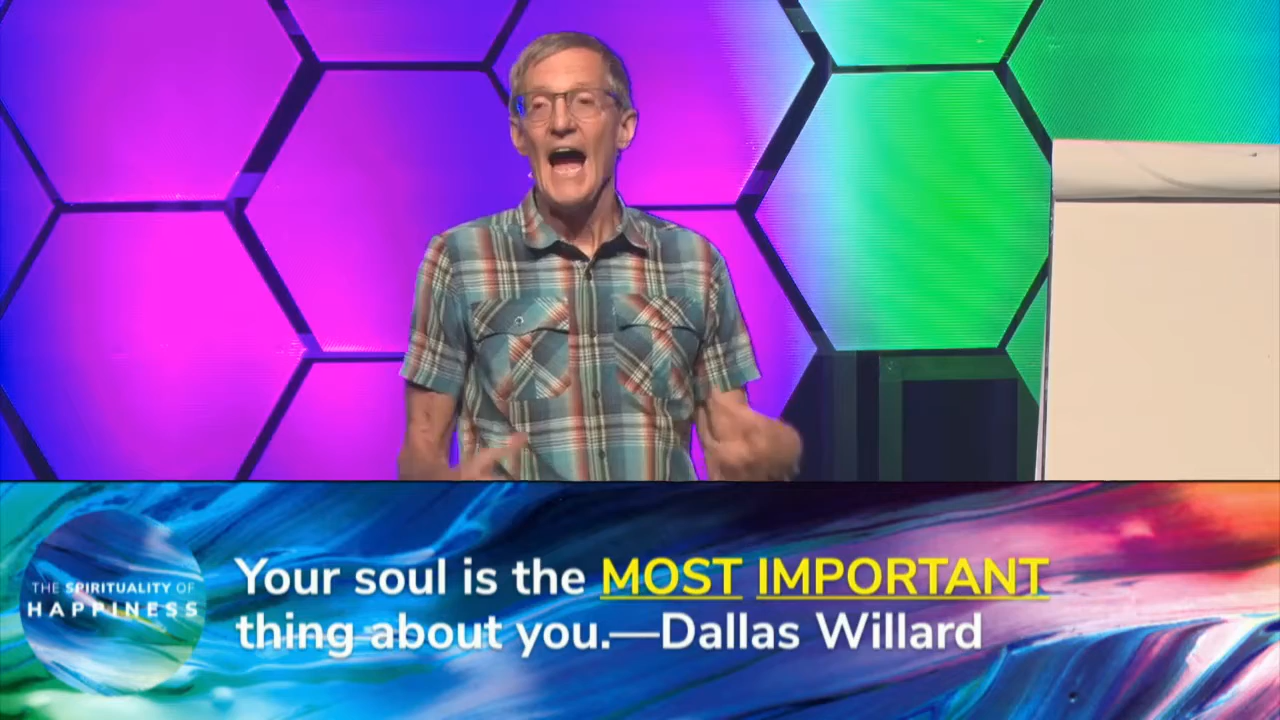 THE SPIRITUALITY OF
HAPPINESS
Your soul is the MOST IMPORTANT
thing about you.—Dallas Willard